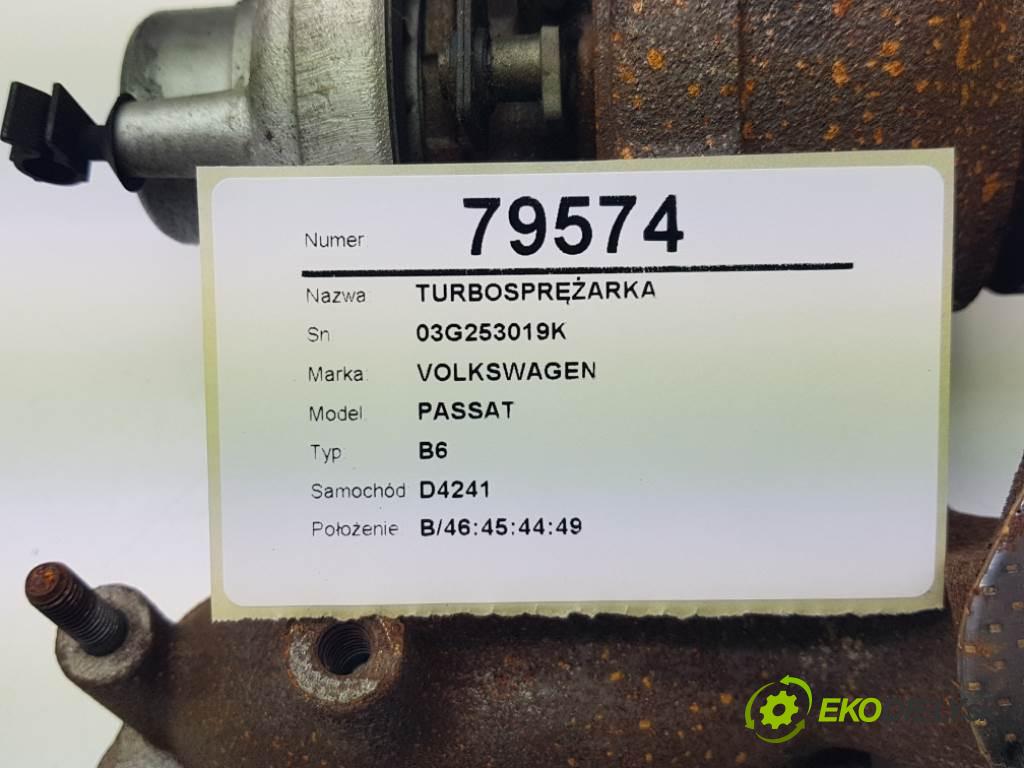 Numer: 79574
Nazwa: TURBOSPRĘŻARKA
Sn 03G253019K
Marka: VOLKSWAGEN
Model: PASSAT
Typ: B6
Samochód: D4241
Położenie: B/46:45:44:49